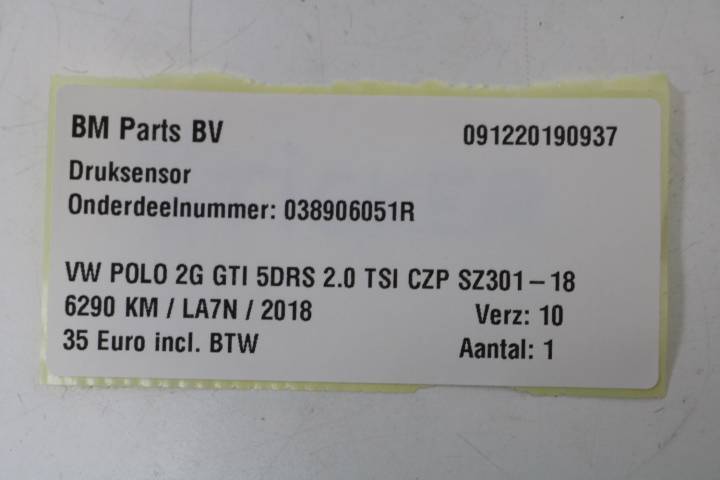 BM Parts BV 091220190937
Druksensor
Onderdeelnummer: 038906051R
VW POLO 2G GTI 5DRS 2.0 TSI CZP SZ301-18
6290 KM / LA7N / 2018 Verz: 10
35 Euro incl. BTW Aantal: 1